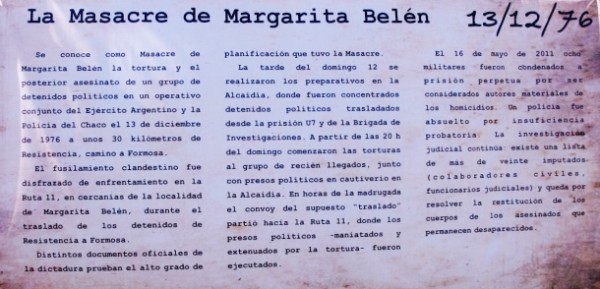 La Masacre de Margarita Belén 13/12/76
Se conoce como Masacre de
Margarita Belén la tortura y el
posterior asesinato de un grupo de
detenidos políticos en un operativo
conjunto del Ejército Argentino y la
Policía del Chaco el 13 de diciembre
de 1976 a unos 30 kilómetros de
Resistencia, camino a Formosa.
El fusilamiento clandestino fue
disfrazado de enfrentamiento en la
Ruta 11, en cercanías de la localidad
de Margarita Belén, durante el
traslado de los detenidos de
Resistencia a Formosa.
Distintos documentos oficiales de
la dictadura prueban el alto grado de
planificación que tuvo la Masacre.
La tarde del domingo 12 se
realizaron los preparativos en la
Alcaidía, donde fueron concentrados
detenidos políticos trasladados
desde la prisión U7 y de la Brigada de
Investigaciones. A partir de las 20 h
del domingo comenzaron las torturas
al grupo de recién llegados, junto
con presos políticos en cautiverio en
la Alcaidía. En horas de la madrugada
el convoy del supuesto "traslado"
partió hacia la Ruta 11, donde los
presos políticos -maniatados y
extenuados por la tortura- fueron
ejecutados.
El 16 de mayo de 2011 ocho
militares fueron condenados a
prisión perpetua por ser
considerados autores materiales de
los homicidios. Un policía fue
absuelto por insuficiencia
probatoria. La investigación
judicial continúa: existe una lista
de más de veinte imputados
(colaboradores civiles,
funcionarios judiciales) y queda por
resolver la restitución de los
cuerpos de los asesinados que
permanecen desaparecidos.